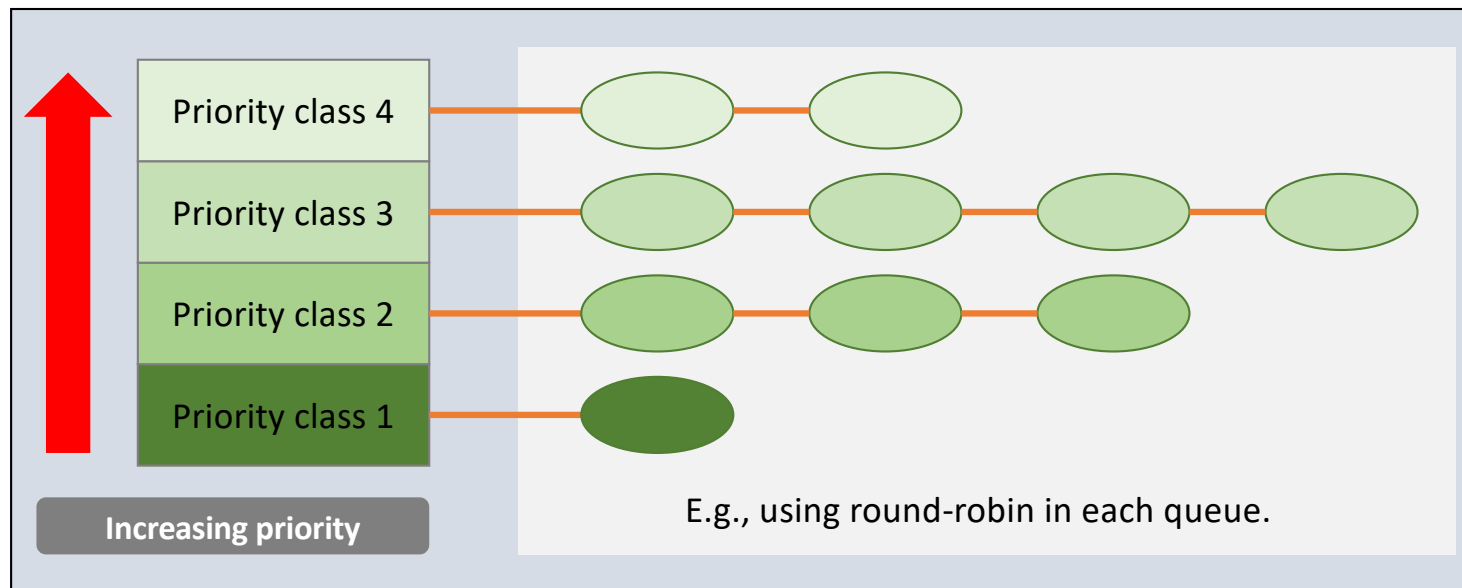 Priority class 4
Priority class 3
Priority class 2
Priority class 1
Increasing priority
E.g., using round-robin in each queue.